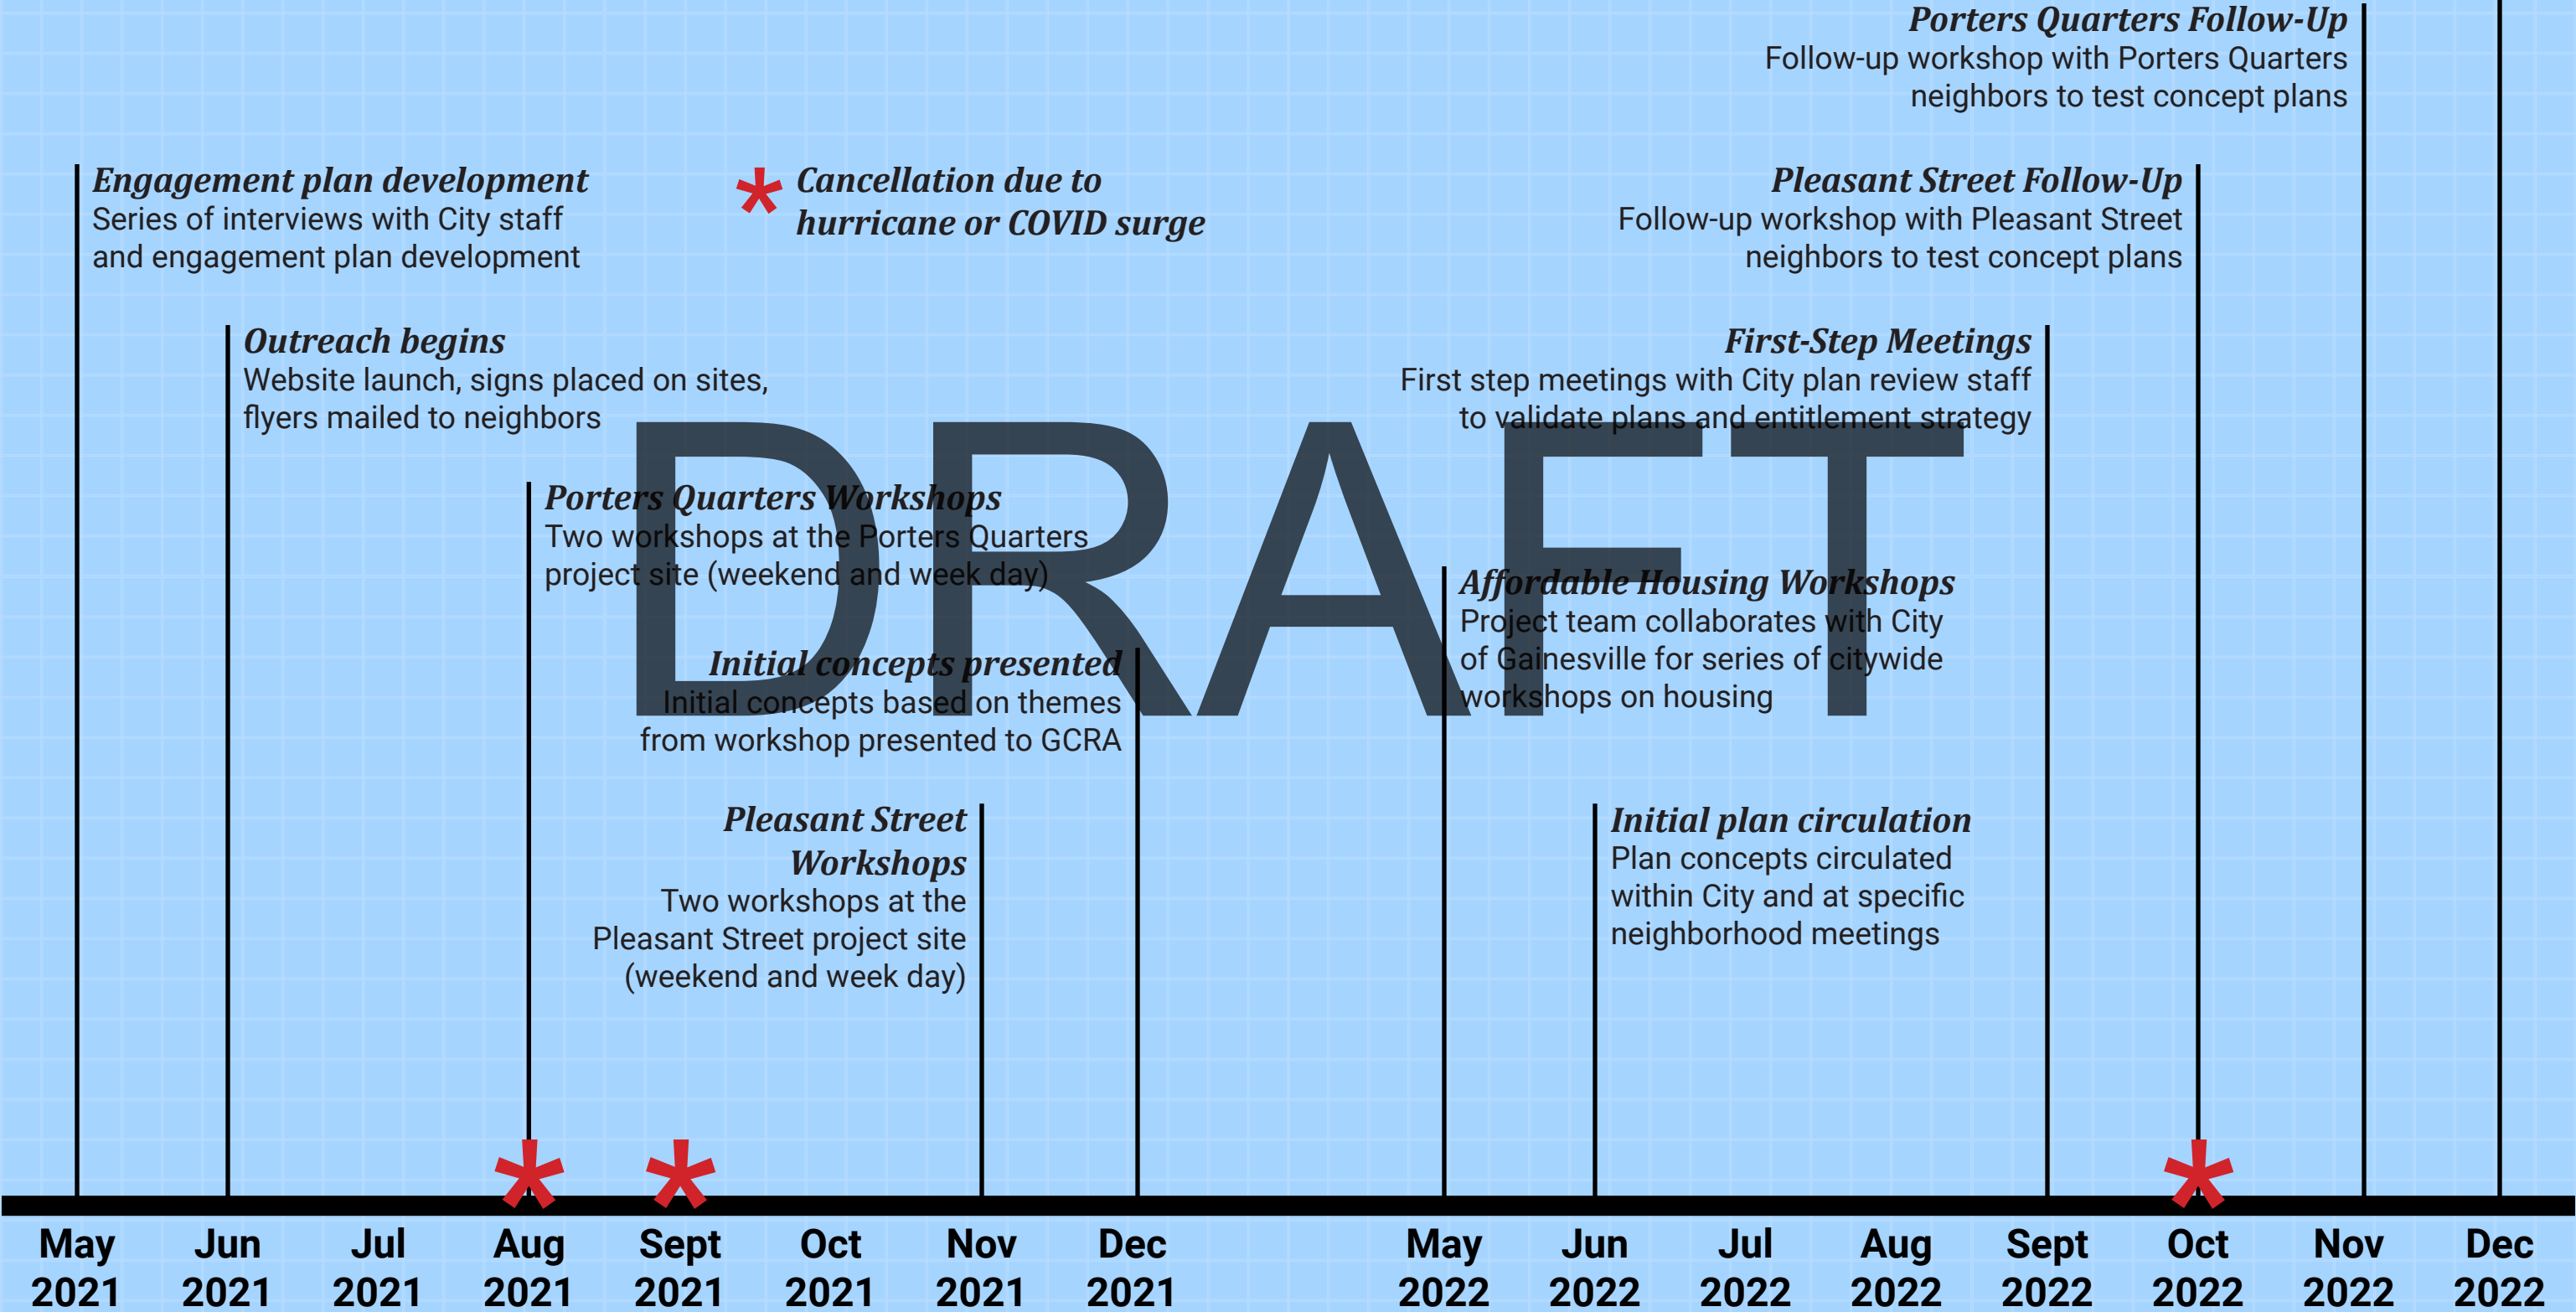 Porters Quarters Follow-Up
Follow-up workshop with Porters Quarters
neighbors to test concept plans
Engagement plan development
Series of interviews with City staff
and engagement plan development
* Cancellation due to
hurricane or COVID surge
Pleasant Street Follow-Up
Follow-up workshop with Pleasant Street
neighbors to test concept plans
Outreach begins
Website launch, signs placed on sites,
flyers mailed to neighbors
First-Step Meetings
First step meetings with City plan review staff
to validate plans and entitlement strategy
DRAFT
Porters Quarters Workshops
Two workshops at the Porters Quarters
project site (weekend and week day)
Affordable Housing Workshops
Project team collaborates with City
of Gainesville for series of citywide
workshops on housing
Initial concepts presented
Initial concepts based on themes
from workshop presented to GCRA
Pleasant Street
Workshops
Two workshops at the
Pleasant Street project site
(weekend and week day)
Initial plan circulation
Plan concepts circulated
within City and at specific
neighborhood meetings
* * *
May Jun Jul Aug Sept Oct Nov Dec May Jun Jul Aug Sept Oct Nov Dec
2021 2021 2021 2021 2021 2021 2021 2021 2022 2022 2022 2022 2022 2022 2022 2022